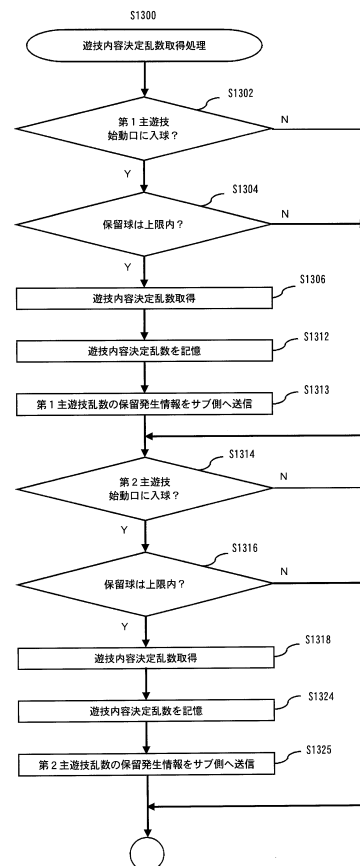 S1300
遊技内容決定乱数取得処理
S1302
第1主遊技
始動口に入球？
N
Y
S1304
保留球は上限内？
N
Y
S1306
遊技内容決定乱数取得
S1312
遊技内容決定乱数を記憶
S1313
第1主遊技乱数の保留発生情報をサブ側へ送信
S1314
第2主遊技
始動口に入球？
N
Y
S1316
保留球は上限内？
N
Y
S1318
遊技内容決定乱数取得
S1324
遊技内容決定乱数を記憶
S1325
第2主遊技乱数の保留発生情報をサブ側へ送信